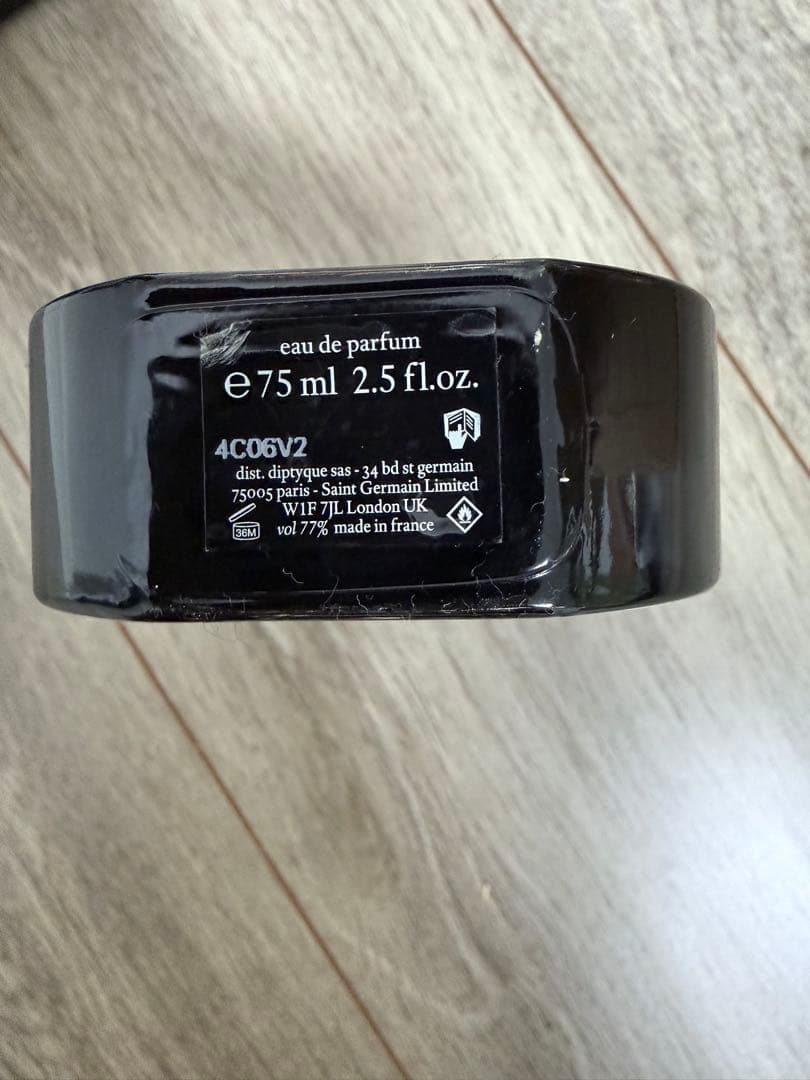 eau de parfum
e 75 ml 2.5 fl.oz.
4C06V2
dist. diptyque sas - 34 bd st germain
75005 paris - Saint Germain Limited
W1F 7JL London UK
36M
vol 77% made in france